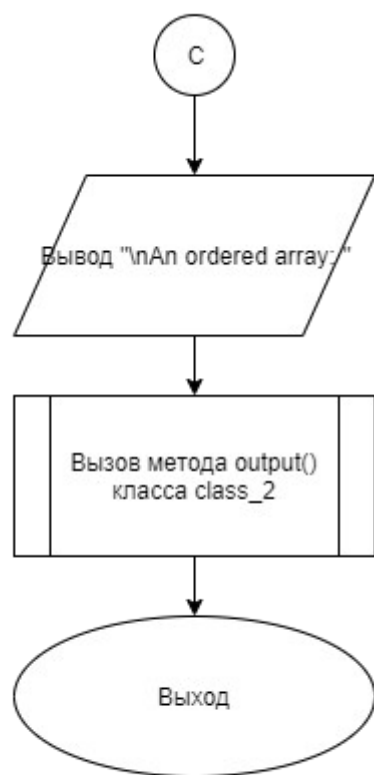 C
Вывод "\nAn ordered array: "
Вызов метода output()
класса class_2
Выход